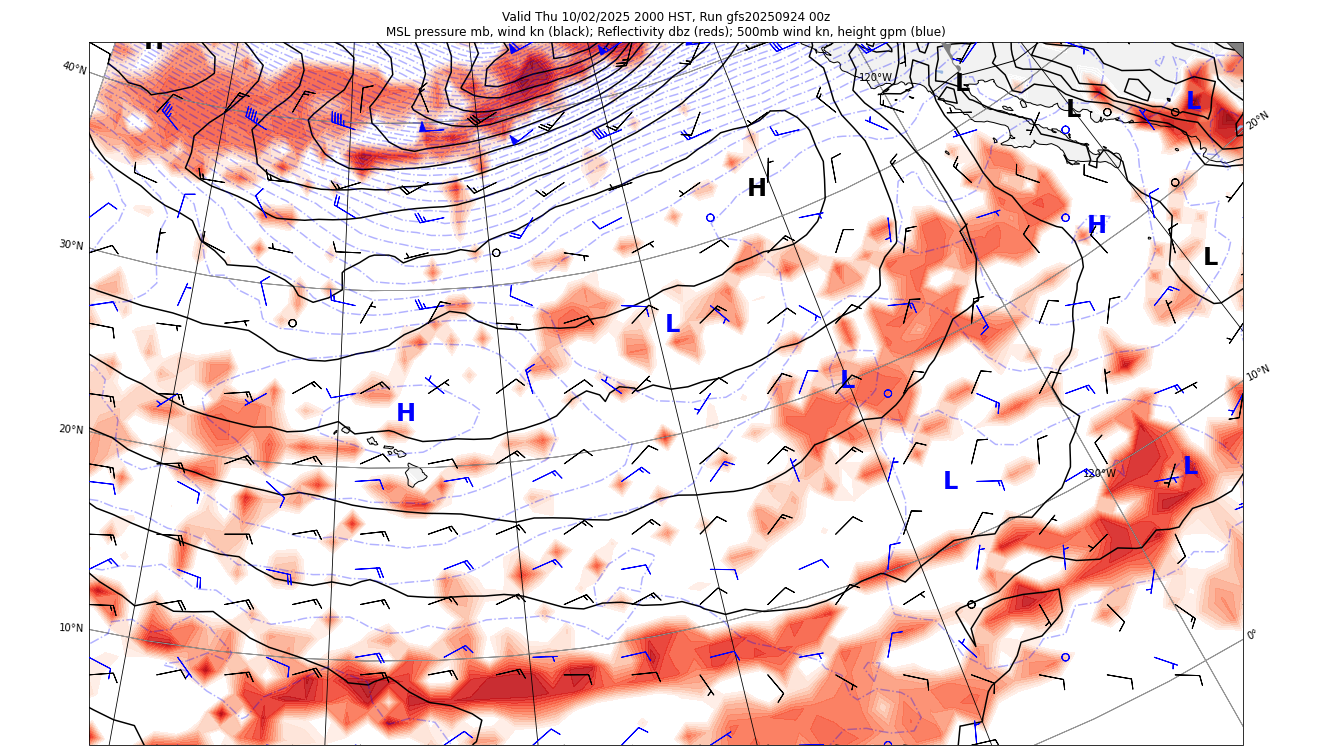 Valid Thu 10/02/2025 2000 HST, Run gfs20250924 00z
MSL pressure mb, wind kn (black); Reflectivity dbz (reds); 500mb wind kn, height gpm (blue)
H
40°N
120°W
L
L
L
20°N
H
H
30°N
L
L
L
10°N
H
20°N
120°W
L
L
10°N
0°